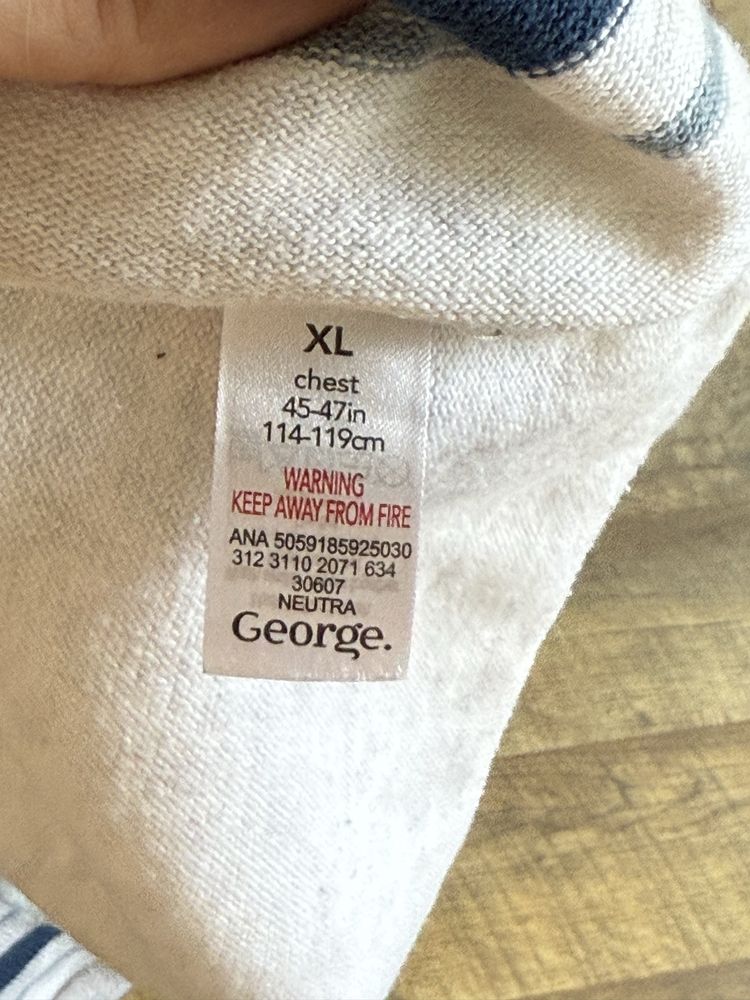 XL
chest
45-47in
114-119cm
WARNING
KEEP AWAY FROM FIRE
ANA 5059185925030
312 3110 2071 634
30607
NEUTRA
George.